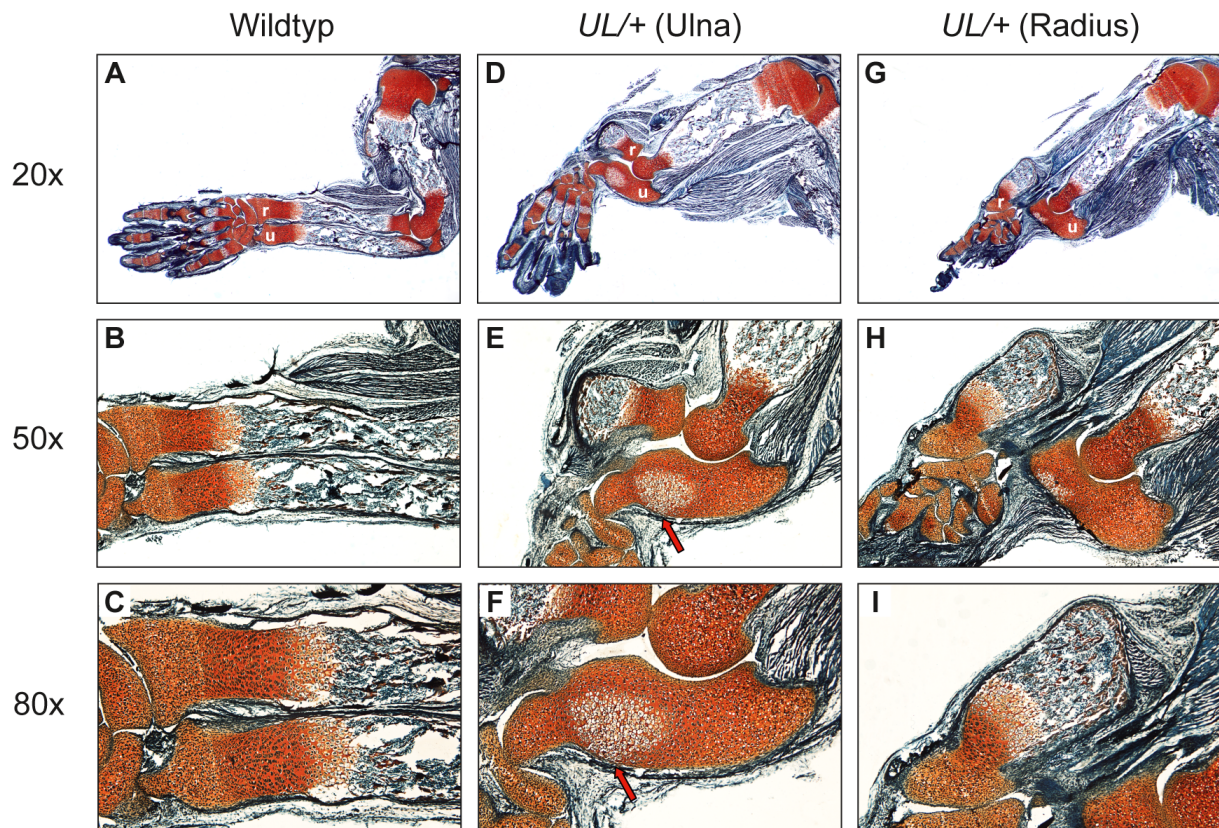 Wildtyp UL/+ (Ulna) UL/+ (Radius)
20x
A
r
u
D
r
u
G
r
u
50x
B
E
H
80x
C
F
I